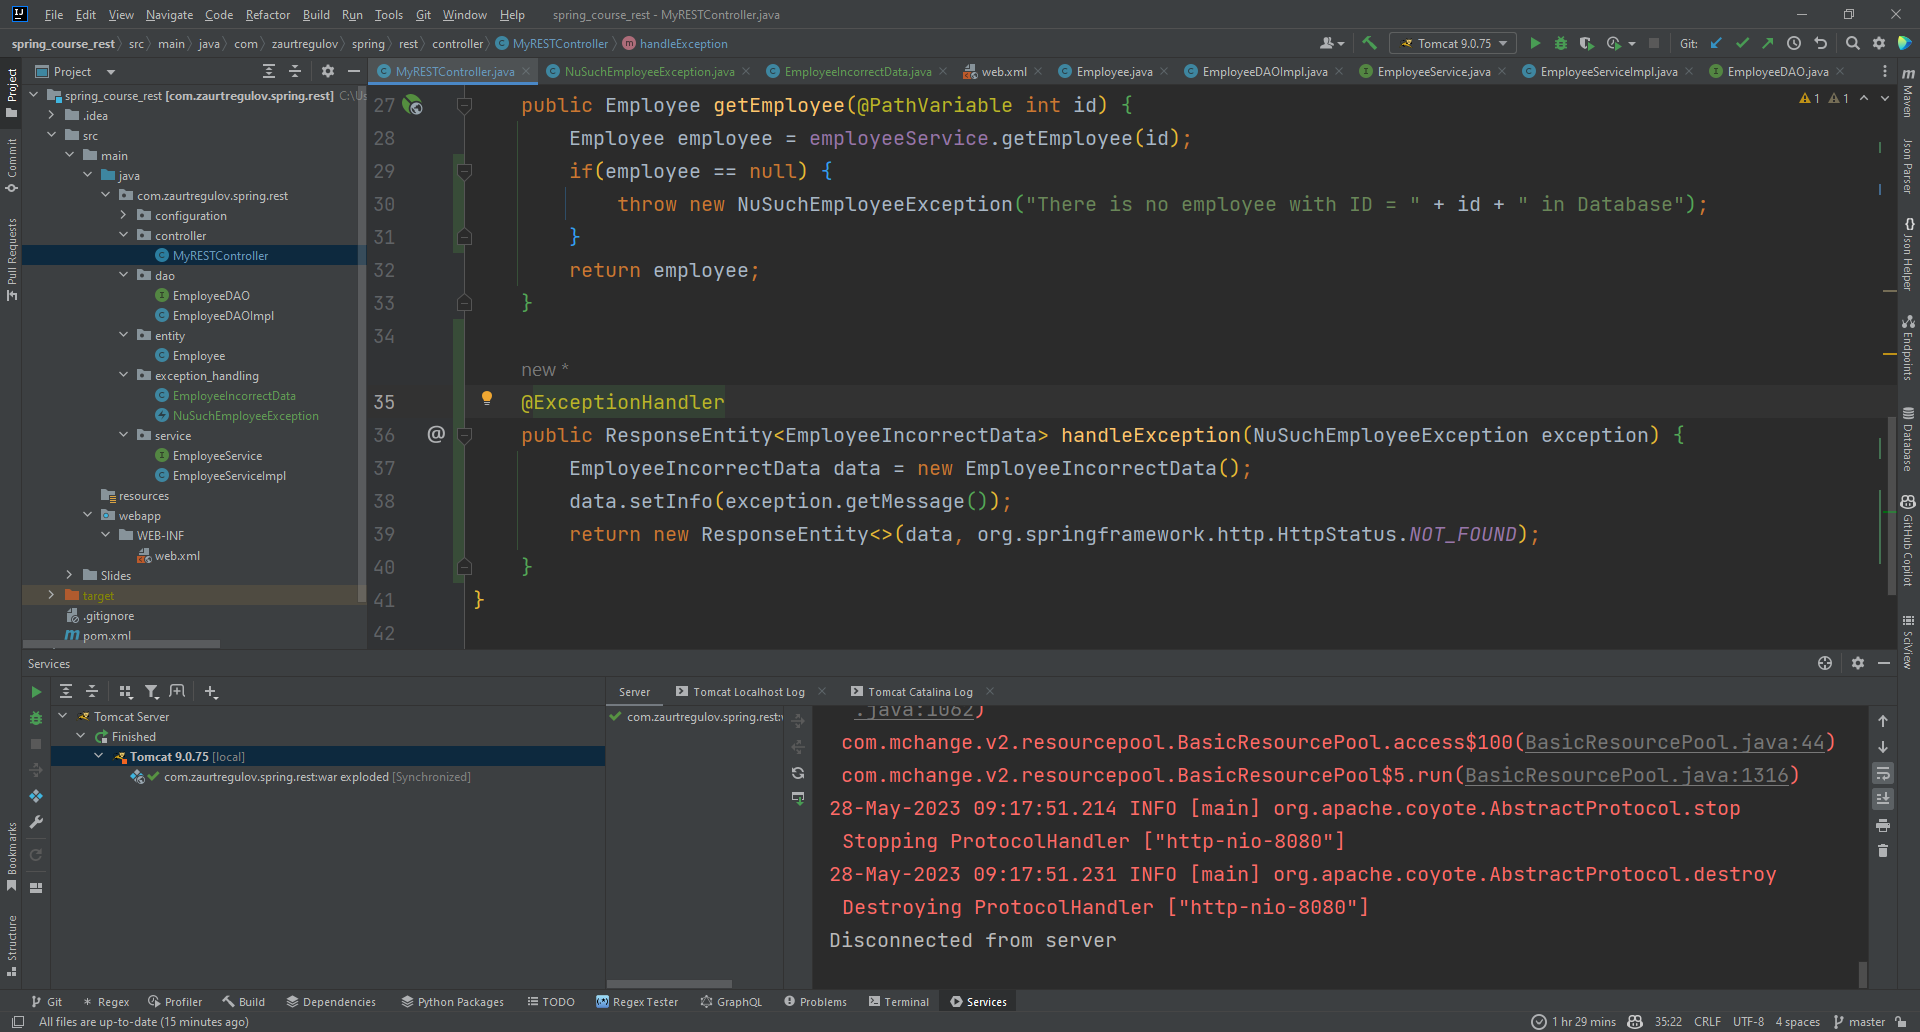 File Edit View Navigate Code Refactor Build Run Tools Git Window Help spring_course_rest - MyRESTController.java
spring_course_rest src main java com zaurtregulov spring rest controller MyRESTController handleException Tomcat 9.0.75 Git:
Project
MyRESTController.java NuSuchEmployeeException.java EmployeeIncorrectData.java web.xml Employee.java EmployeeDAOImpl.java EmployeeService.java EmployeeServiceImpl.java EmployeeDAO.java
spring_course_rest [com.zaurtregulov.spring.rest] C:\Us
.idea
src
main
java
com.zaurtregulov.spring.rest
configuration
controller
MyRESTController
dao
EmployeeDAO
EmployeeDAOImpl
entity
Employee
exception_handling
EmployeeIncorrectData
NuSuchEmployeeException
service
EmployeeService
EmployeeServiceImpl
resources
webapp
WEB-INF
web.xml
Slides
target
.gitignore
pom.xml
Project
Commit
Pull Requests
Bookmarks
Structure
1 1
27 public Employee getEmployee(@PathVariable int id) {
28 Employee employee = employeeService.getEmployee(id);
29 if(employee == null) {
30 throw new NuSuchEmployeeException("There is no employee with ID = " + id + " in Database");
31 }
32 return employee;
33 }
34
new *
35 @ExceptionHandler
36 public ResponseEntity<EmployeeIncorrectData> handleException(NuSuchEmployeeException exception) {
37 EmployeeIncorrectData data = new EmployeeIncorrectData();
38 data.setInfo(exception.getMessage());
39 return new ResponseEntity<>(data, org.springframework.http.HttpStatus.NOT_FOUND);
40 }
41 }
42
Maven
Json Parser
Json Helper
Endpoints
Database
GitHub Copilot
SciView
Services
Tomcat Server
Finished
Tomcat 9.0.75 [local]
com.zaurtregulov.spring.rest:war exploded [Synchronized]
Server Tomcat Localhost Log Tomcat Catalina Log
com.zaurtregulov.spring.rest:
.java:1062)
com.mchange.v2.resourcepool.BasicResourcePool.access$100(BasicResourcePool.java:44)
com.mchange.v2.resourcepool.BasicResourcePool$5.run(BasicResourcePool.java:1316)
28-May-2023 09:17:51.214 INFO [main] org.apache.coyote.AbstractProtocol.stop
Stopping ProtocolHandler ["http-nio-8080"]
28-May-2023 09:17:51.231 INFO [main] org.apache.coyote.AbstractProtocol.destroy
Destroying ProtocolHandler ["http-nio-8080"]
Disconnected from server
Git Regex Profiler Build Dependencies Python Packages TODO Regex Tester GraphQL Problems Terminal Services
All files are up-to-date (15 minutes ago) 1 hr 29 mins 35:22 CRLF UTF-8 4 spaces master